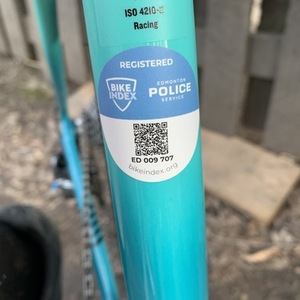 ISO 4210-2
Racing
REGISTERED
BIKE
INDEX
EDMONTON
POLICE
SERVICE
ED 009 707
bikeindex.org